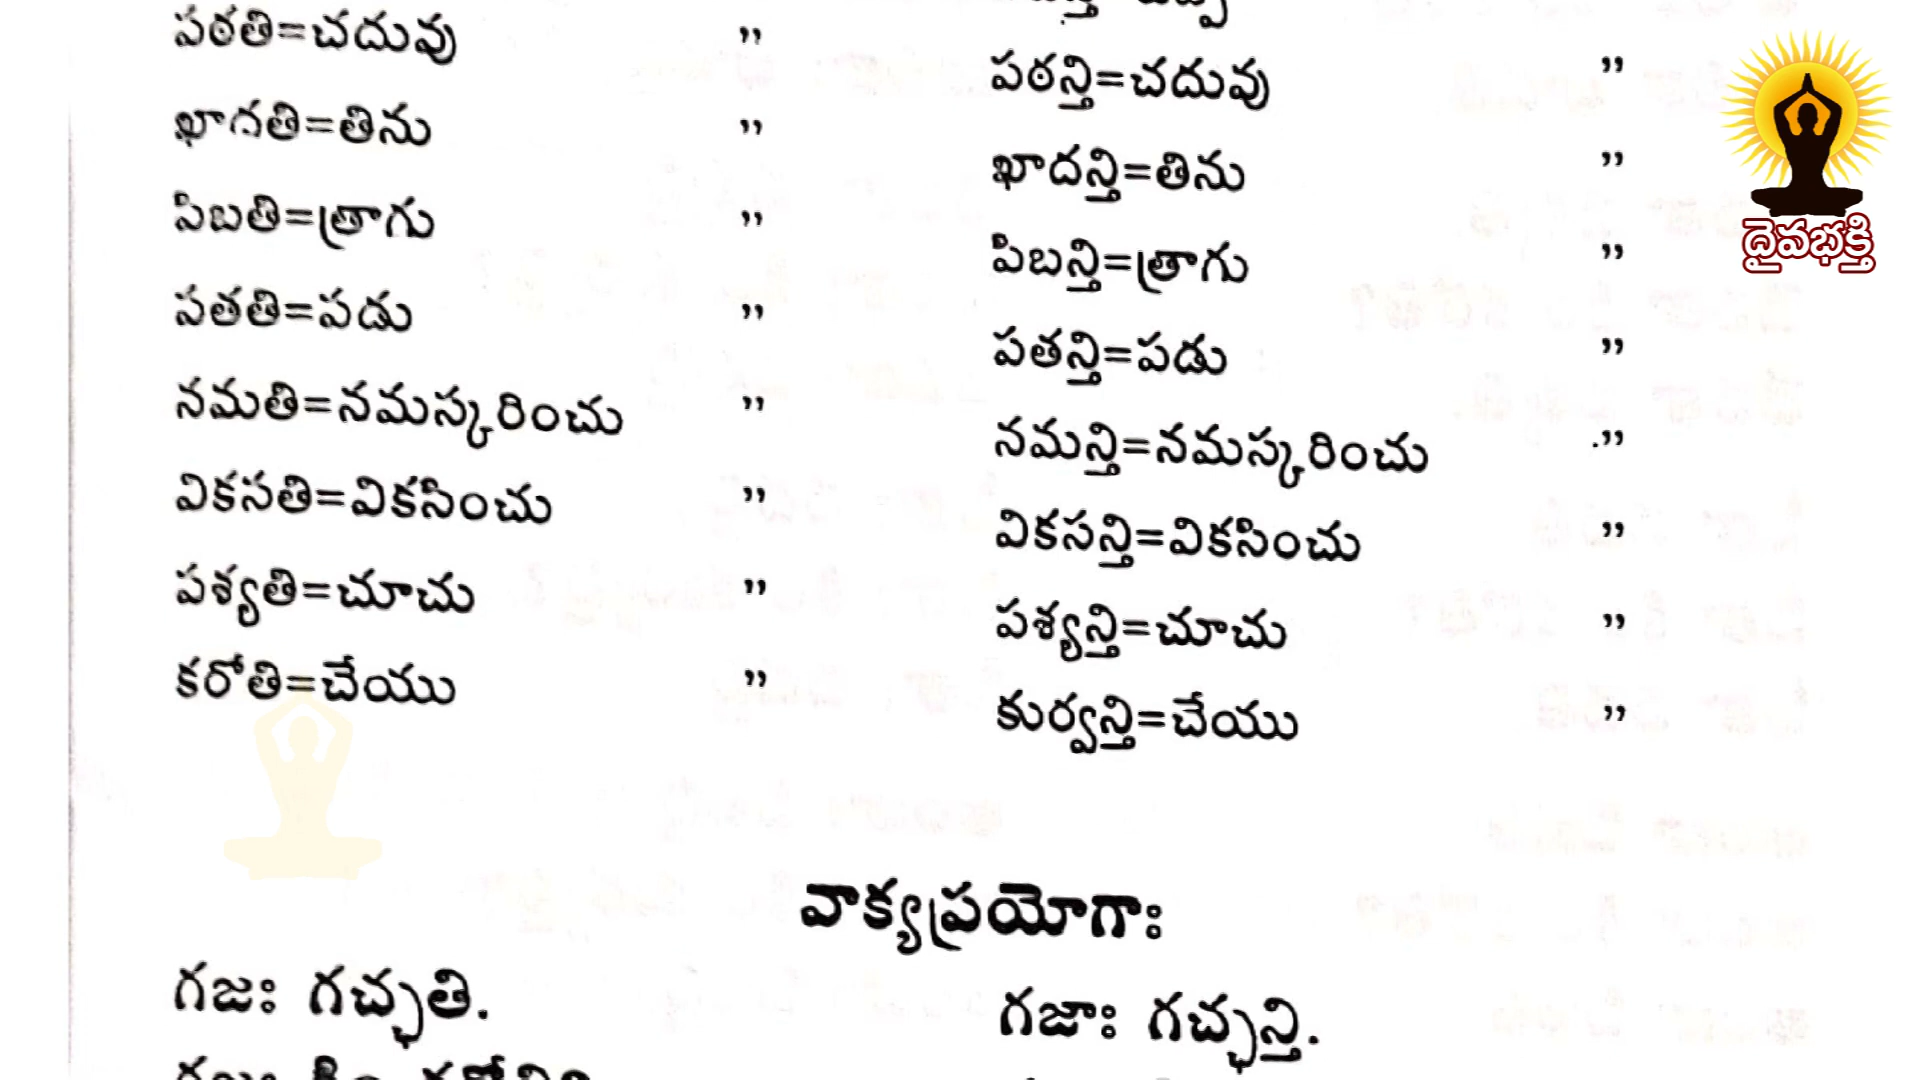 పఠతి=చదువు ”
పఠన్తి=చదువు ”
ఖాదతి=తిను ”
ఖాదన్తి=తిను ”
పిబతి=త్రాగు ”
పిబన్తి=త్రాగు ”
పతతి=పడు ”
పతన్తి=పడు ”
నమతి=నమస్కరించు ”
నమన్తి=నమస్కరించు ”
వికసతి=వికసించు ”
వికసన్తి=వికసించు ”
పశ్యతి=చూచు ”
పశ్యన్తి=చూచు ”
కరోతి=చేయు ”
కుర్వన్తి=చేయు ”
వాక్యప్రయోగాః
గజః గచ్ఛతి.
గజాః గచ్ఛన్తి.
దైవభక్తి